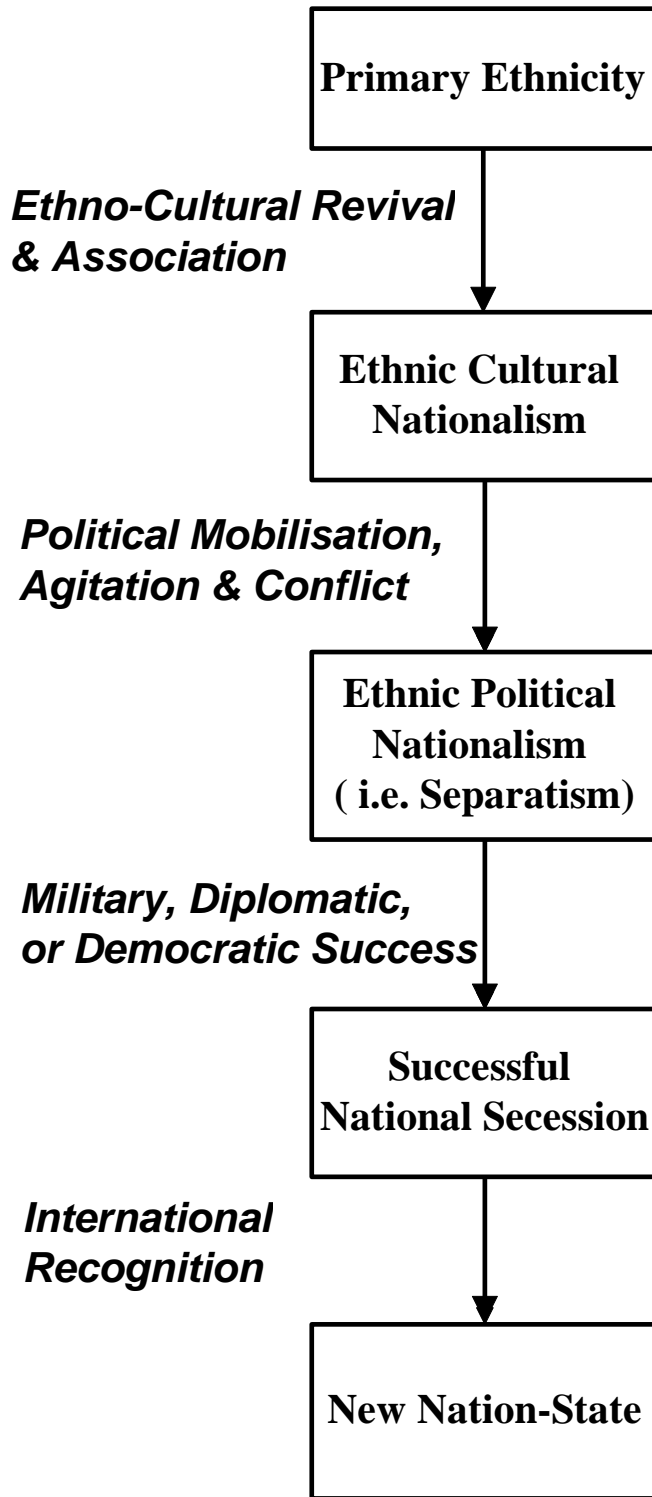 Primary Ethnicity
Ethno-Cultural Revival
& Association
Ethnic Cultural
Nationalism
Political Mobilisation,
Agitation & Conflict
Ethnic Political
Nationalism
( i.e. Separatism)
Military, Diplomatic,
or Democratic Success
Successful
National Secession
International
Recognition
New Nation-State